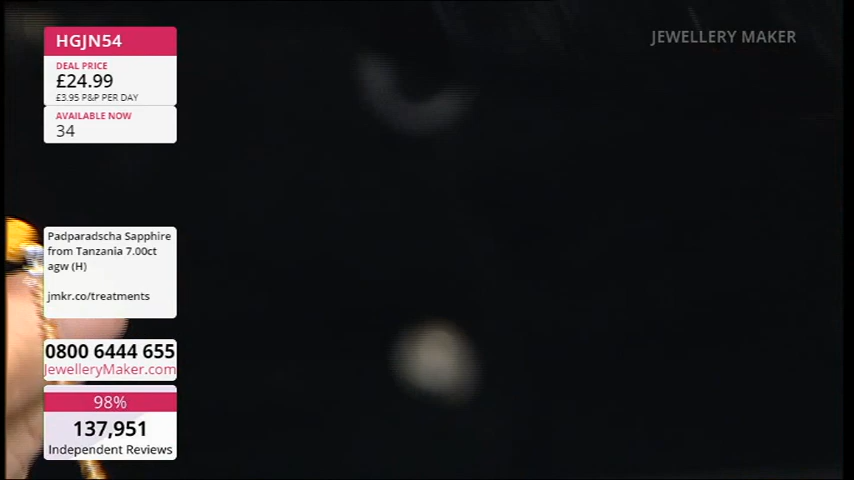 HGJN54
JEWELLERY MAKER
DEAL PRICE
£24.99
£3.95 P&P PER DAY
AVAILABLE NOW
34
Padparadscha Sapphire
from Tanzania 7.00ct
agw (H)
jmkr.co/treatments
0800 6444 655
JewelleryMaker.com
98%
137,951
Independent Reviews